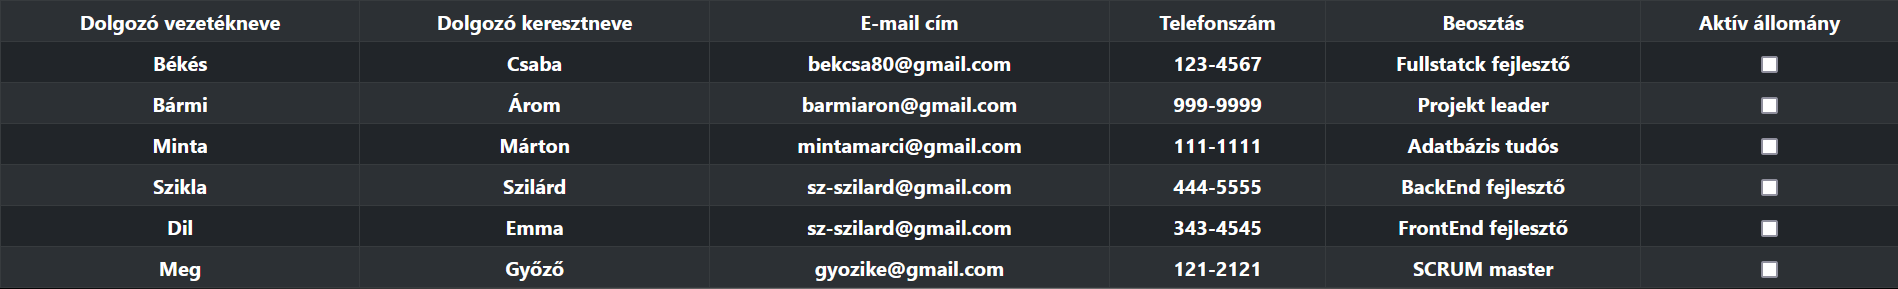 Dolgozó vezetékneve Dolgozó keresztneve E-mail cím Telefonszám Beosztás Aktív állomány
Békés Csaba bekcsa80@gmail.com 123-4567 Fullstatck fejlesztő
Bármi Árom barmiaron@gmail.com 999-9999 Projekt leader
Minta Márton mintamarci@gmail.com 111-1111 Adatbázis tudós
Szikla Szilárd sz-szilard@gmail.com 444-5555 BackEnd fejlesztő
Dil Emma sz-szilard@gmail.com 343-4545 FrontEnd fejlesztő
Meg Győző gyozike@gmail.com 121-2121 SCRUM master